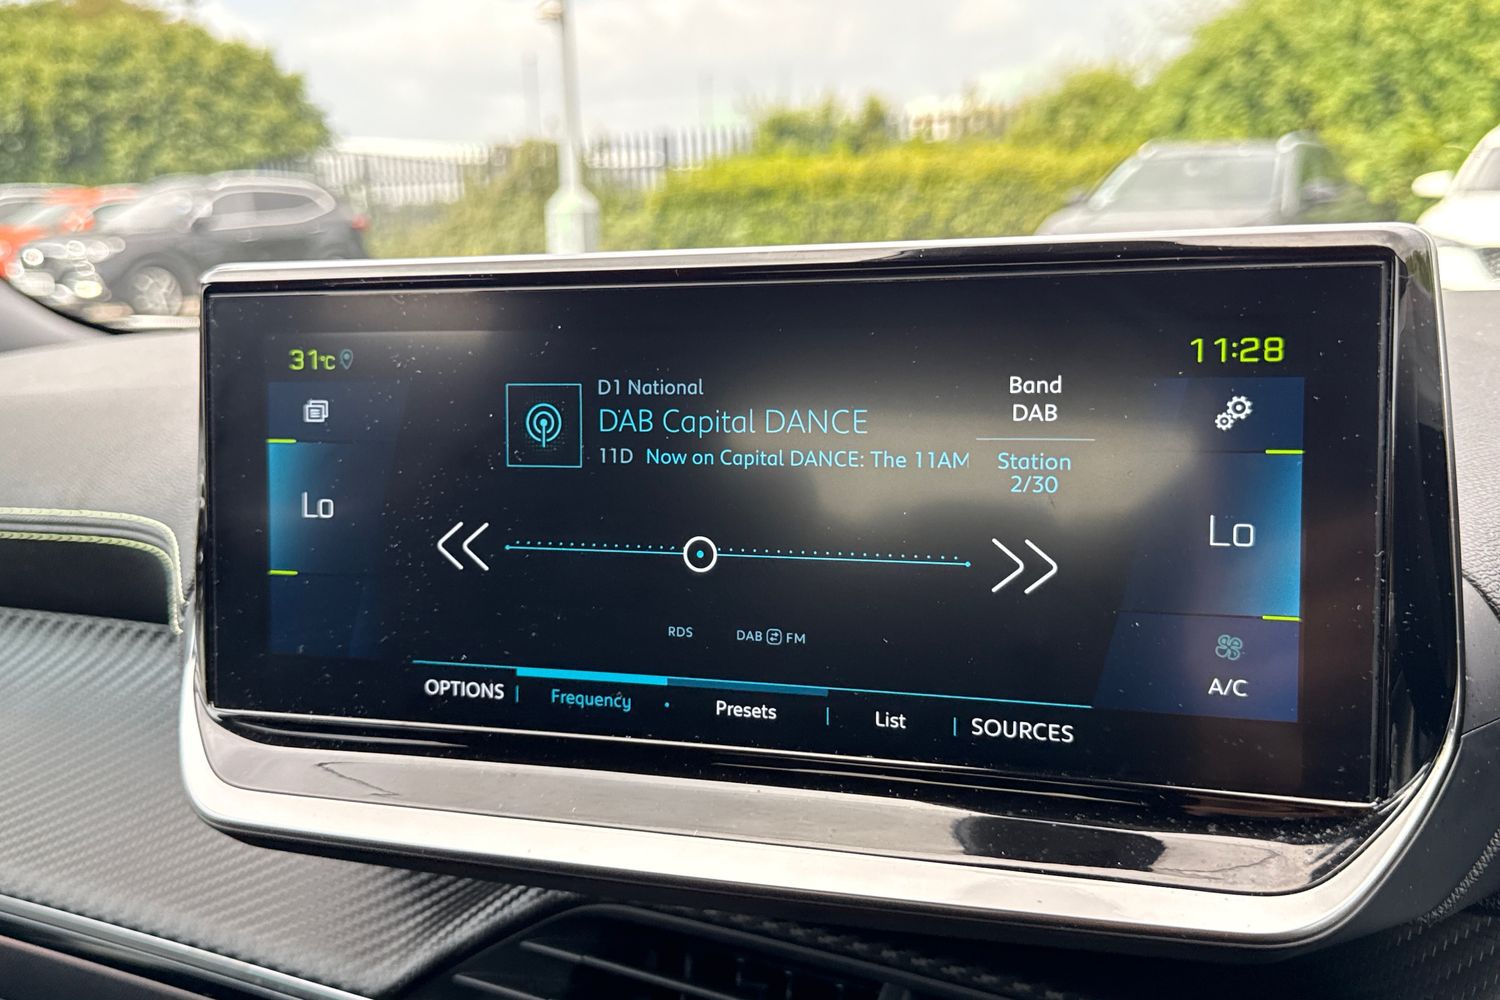 31°C
11:28
D1 National
DAB Capital DANCE
11D Now on Capital DANCE: The 11AM
Band
DAB
Station
2/30
Lo
Lo
RDS
DAB FM
A/C
OPTIONS | Frequency • Presets | List | SOURCES